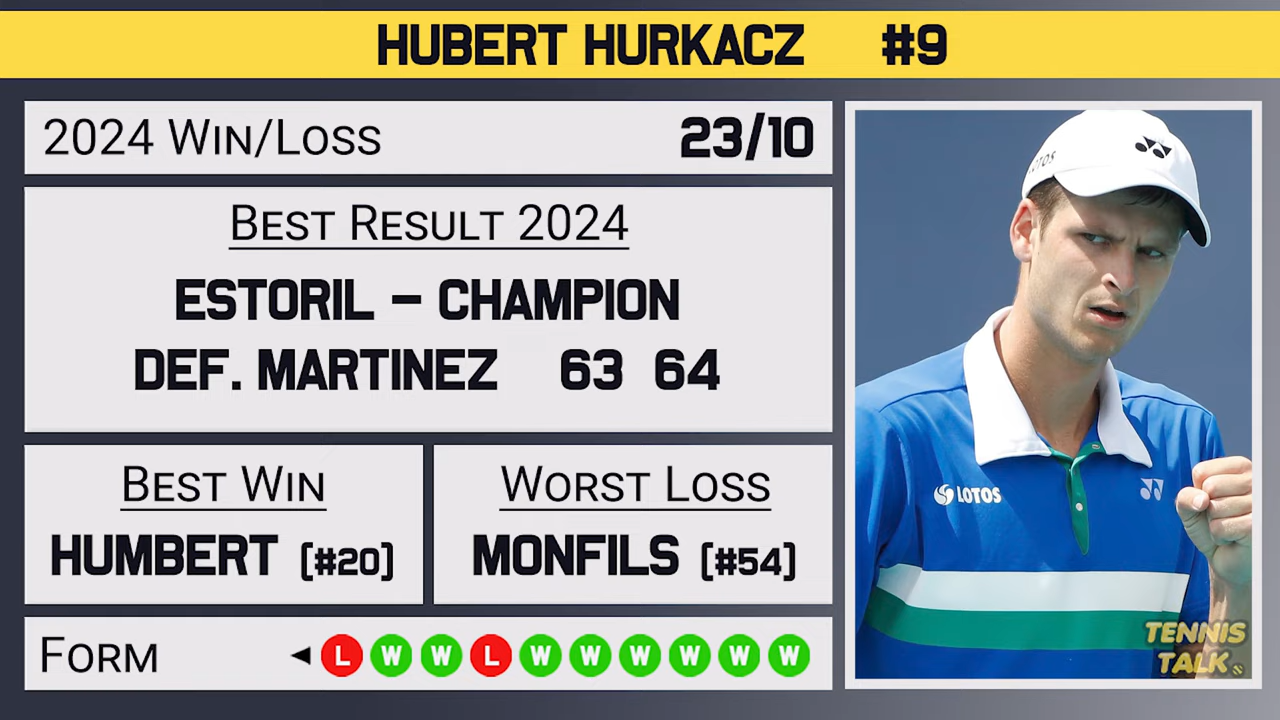 HUBERT HURKACZ #9
2024 WIN/LOSS 23/10
BEST RESULT 2024
ESTORIL - CHAMPION
DEF. MARTINEZ 63 64
BEST WIN
HUMBERT [#20]
WORST LOSS
MONFILS [#54]
FORM ◄ L W W L W W W W W W
LOTOS
TENNIS
TALK